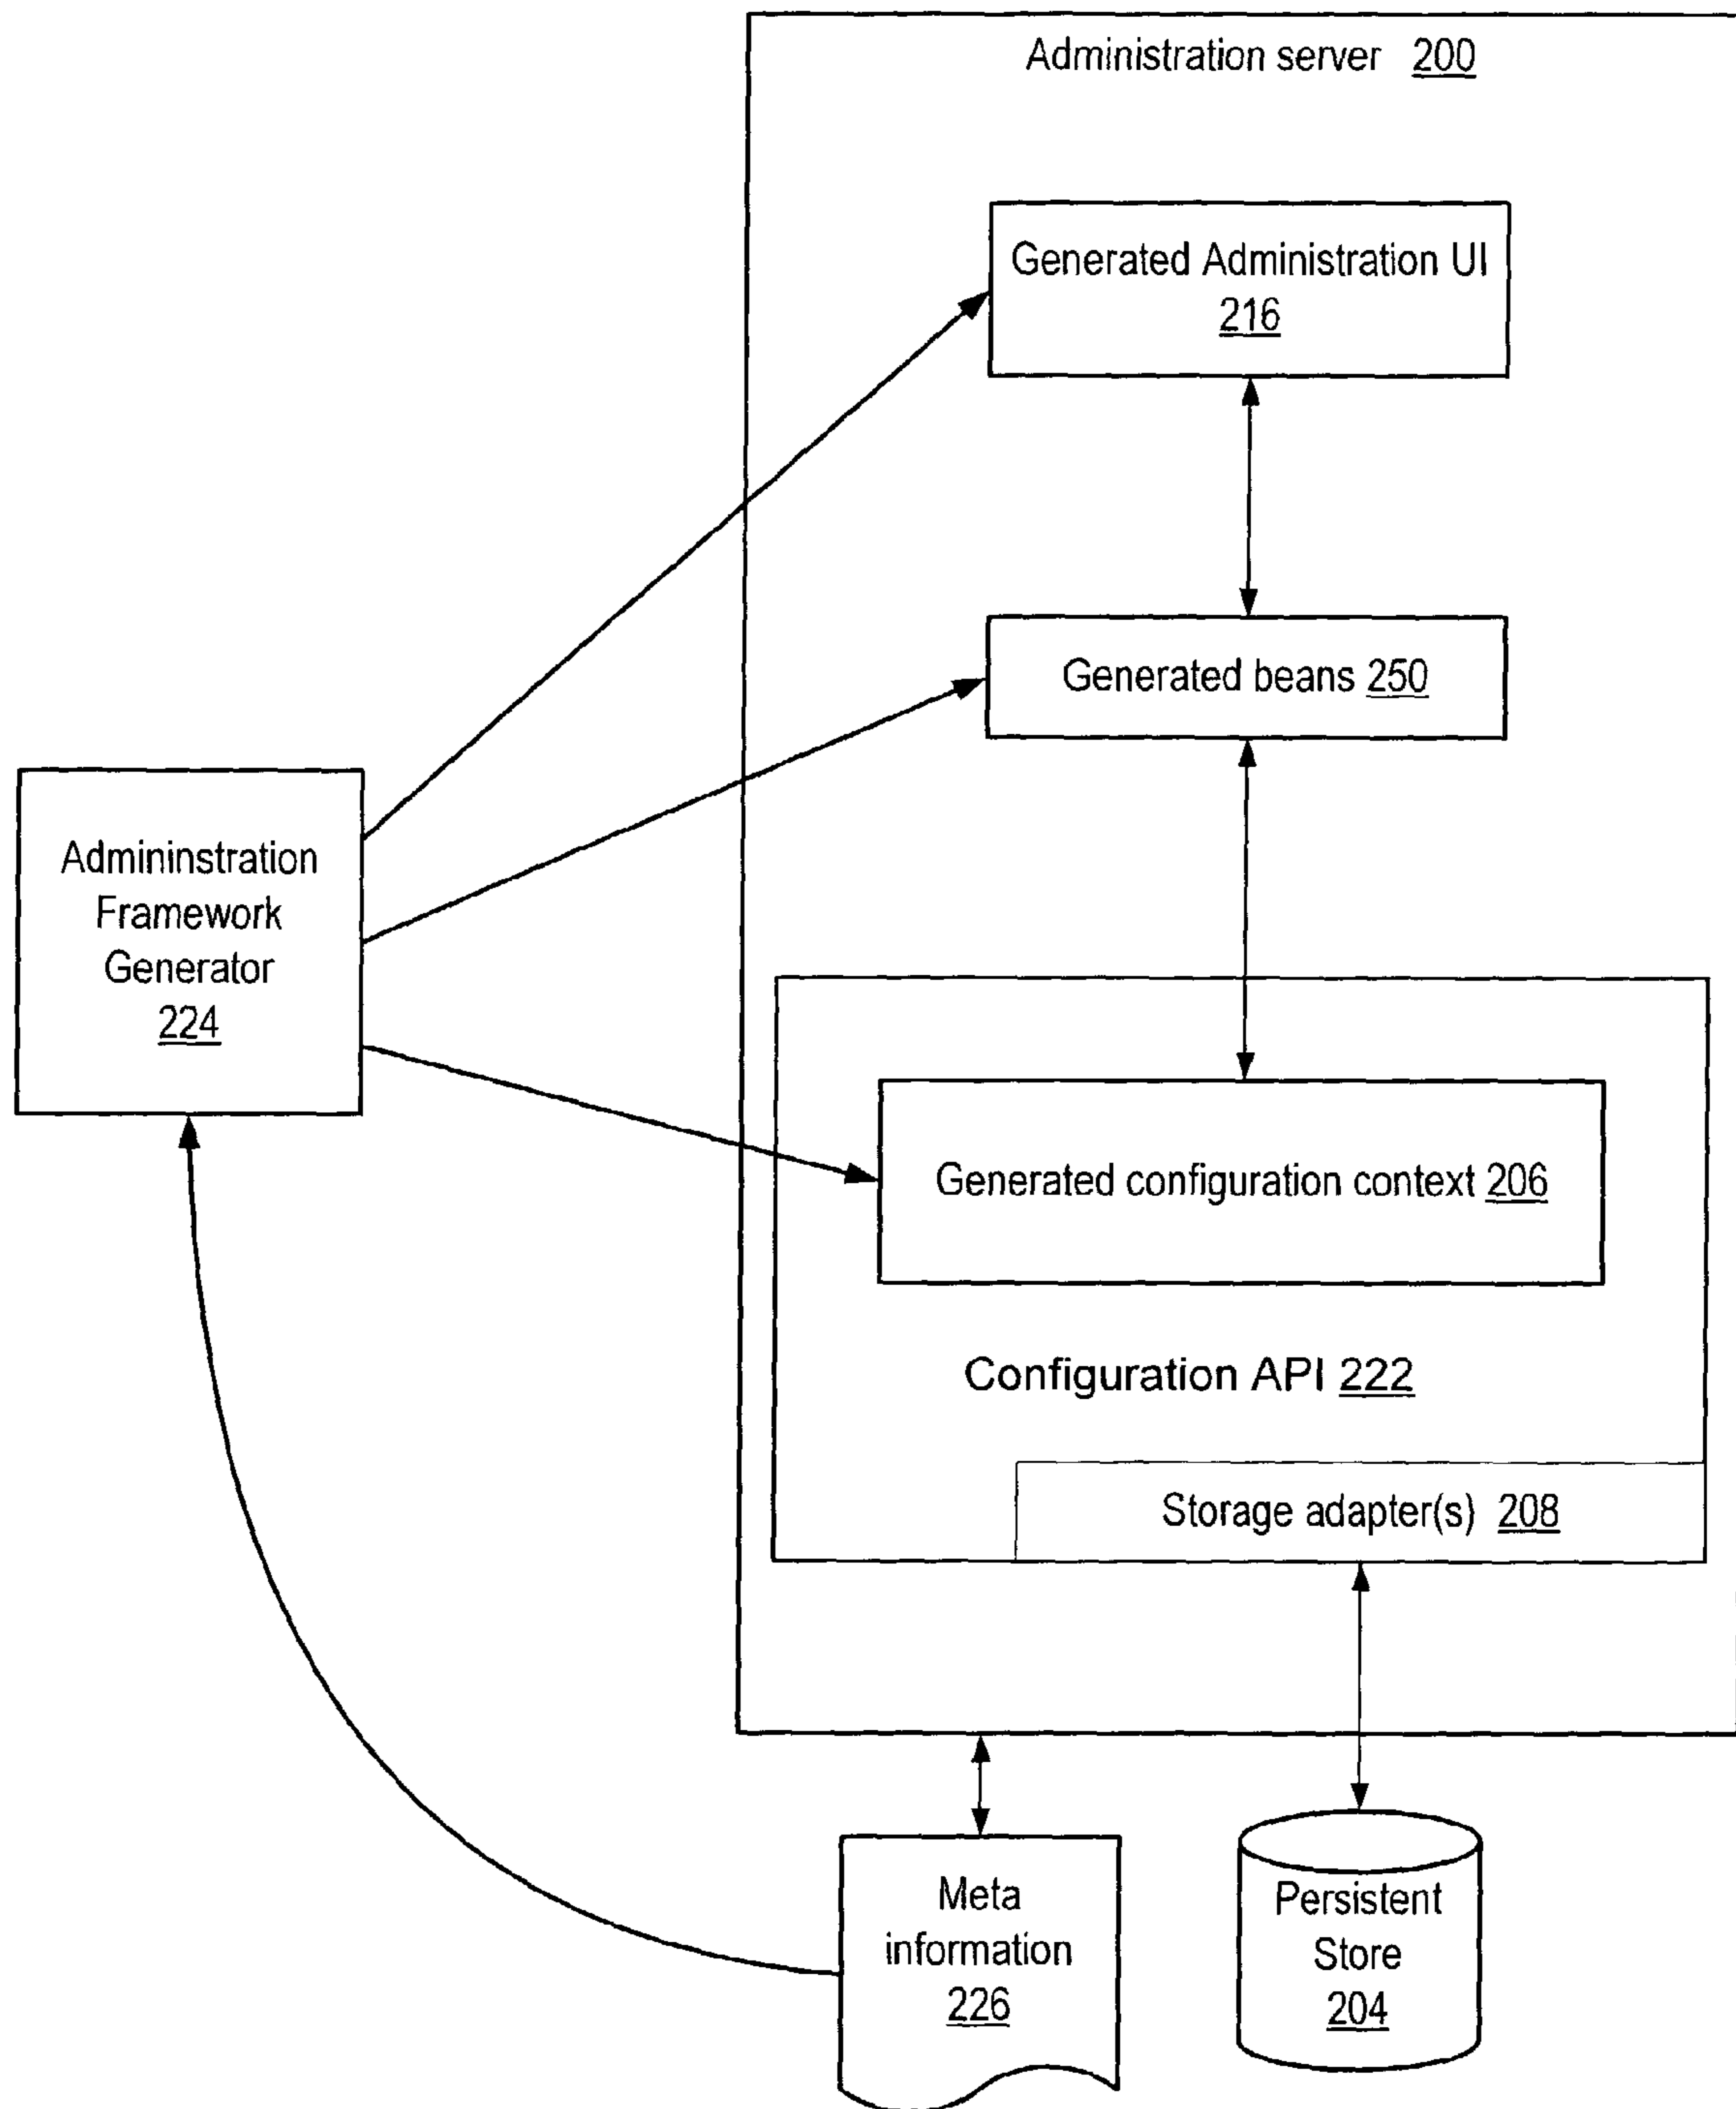 Administration server 200
Generated Administration UI
216
Generated beans 250
Admininstration
Framework
Generator
224
Generated configuration context 206
Configuration API 222
Storage adapter(s) 208
Meta
information
226
Persistent
Store
204